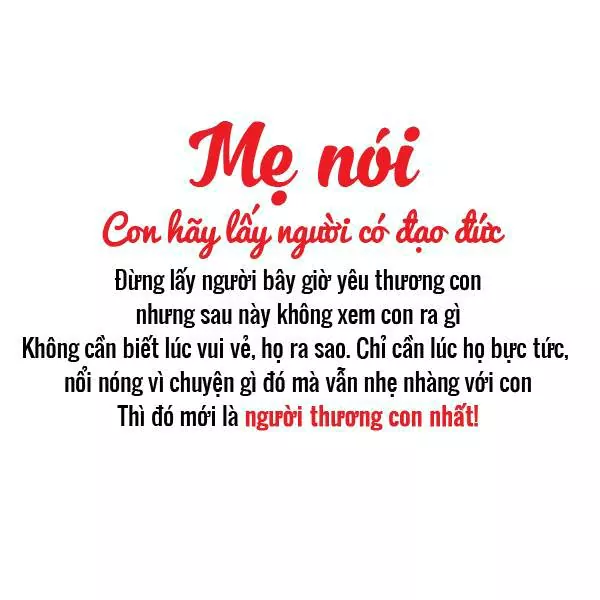 Mẹ nói
Con hãy lấy người có đạo đức
Đừng lấy người bây giờ yêu thương con
nhưng sau này không xem con ra gì
Không cần biết lúc vui vẻ, họ ra sao. Chỉ cần lúc họ bực tức,
nổi nóng vì chuyện gì đó mà vẫn nhẹ nhàng với con
Thì đó mới là người thương con nhất!